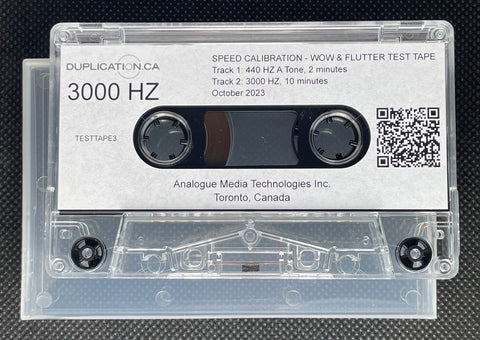 DUPLICATION.CA
3000 HZ
TESTTAPE3
SPEED CALIBRATION - WOW & FLUTTER TEST TAPE
Track 1: 440 HZ A Tone, 2 minutes
Track 2: 3000 HZ, 10 minutes
October 2023
Analogue Media Technologies Inc.
Toronto, Canada